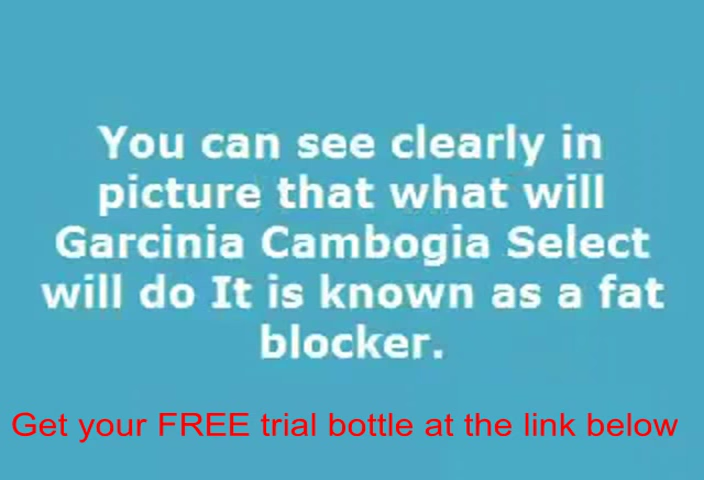 You can see clearly in
picture that what will
Garcinia Cambogia Select
will do It is known as a fat
blocker.
Get your FREE trial bottle at the link below